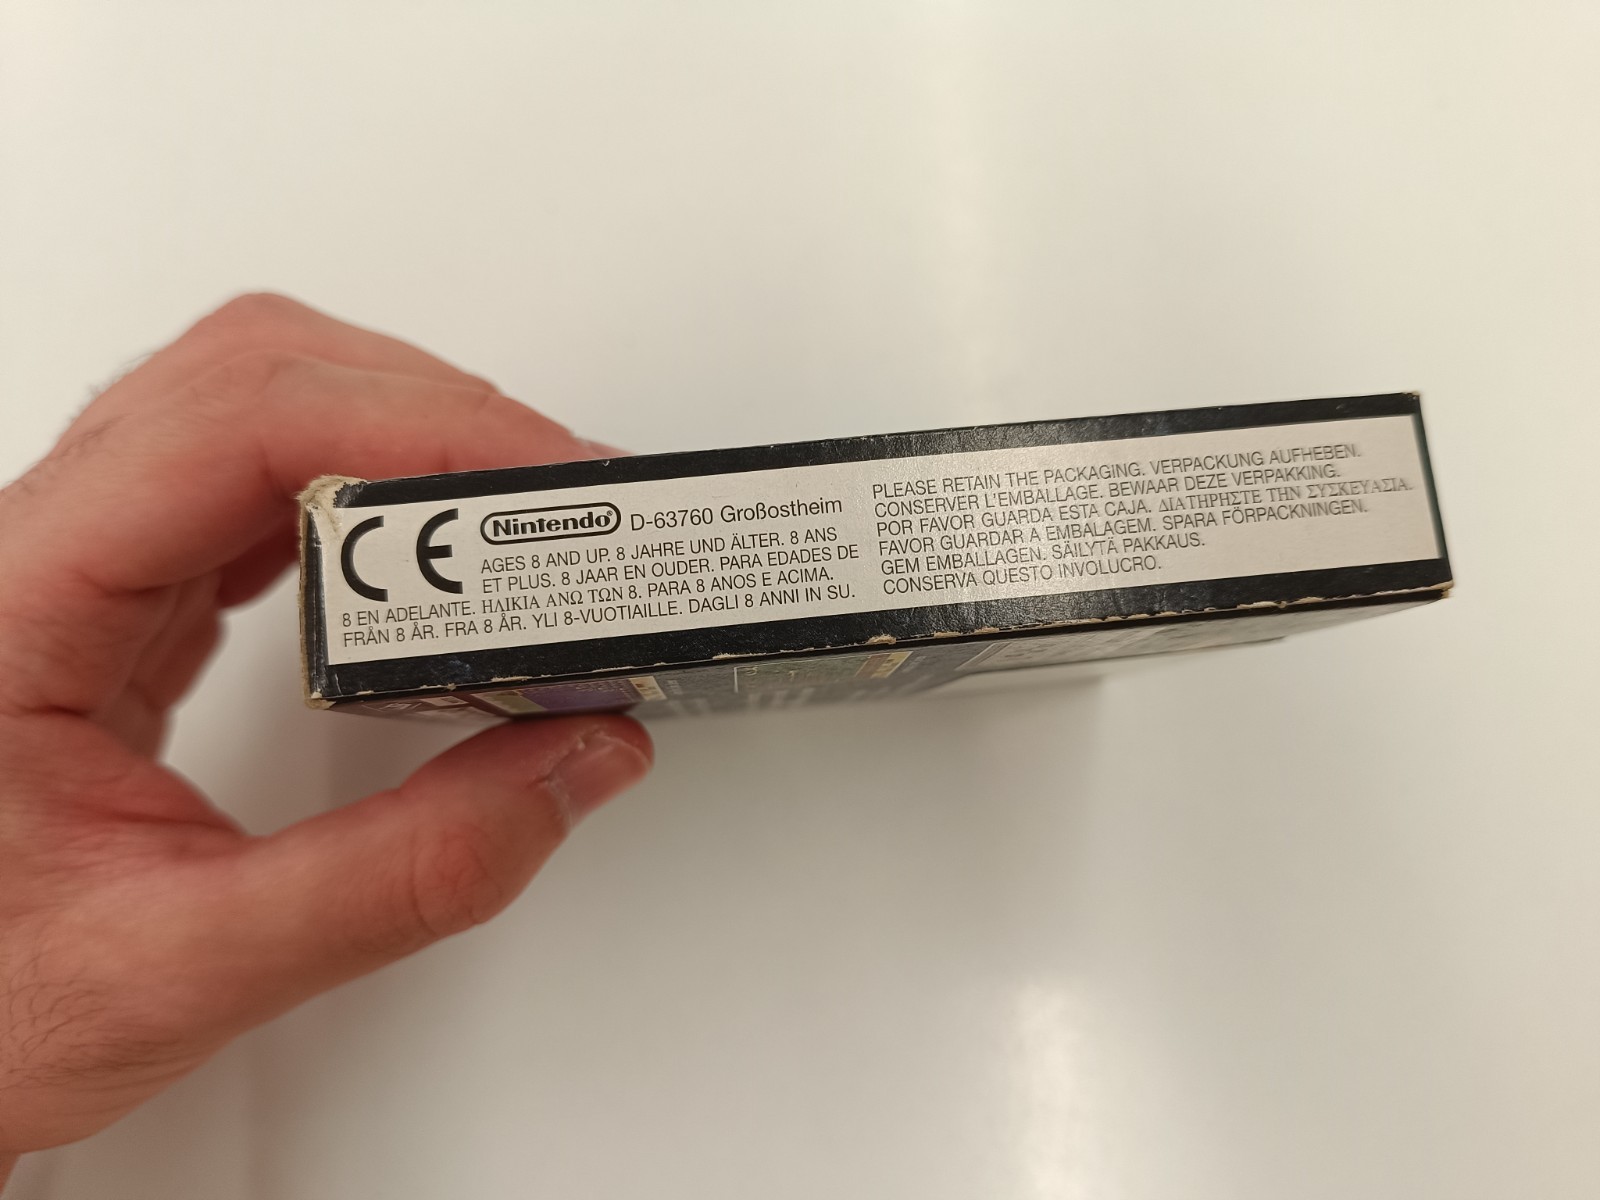 CE
Nintendo® D-63760 Großostheim
AGES 8 AND UP. 8 JAHRE UND ÄLTER. 8 ANS
ET PLUS. 8 JAAR EN OUDER. PARA EDADES DE
8 EN ADELANTE. ΗΛΙΚΙΑ ΑΝΩ ΤΩΝ 8. PARA 8 ANOS E ACIMA.
FRÅN 8 ÅR. FRA 8 ÅR. YLI 8-VUOTIAILLE. DAGLI 8 ANNI IN SU.
PLEASE RETAIN THE PACKAGING. VERPACKUNG AUFHEBEN.
CONSERVER L'EMBALLAGE. BEWAAR DEZE VERPAKKING.
POR FAVOR GUARDA ESTA CAJA. ΔΙΑΤΗΡΗΣΤΕ ΤΗΝ ΣΥΣΚΕΥΑΣΙΑ.
FAVOR GUARDAR A EMBALAGEM. SPARA FÖRPACKNINGEN.
GEM EMBALLAGEN. SÄILYTÄ PAKKAUS.
CONSERVA QUESTO INVOLUCRO.